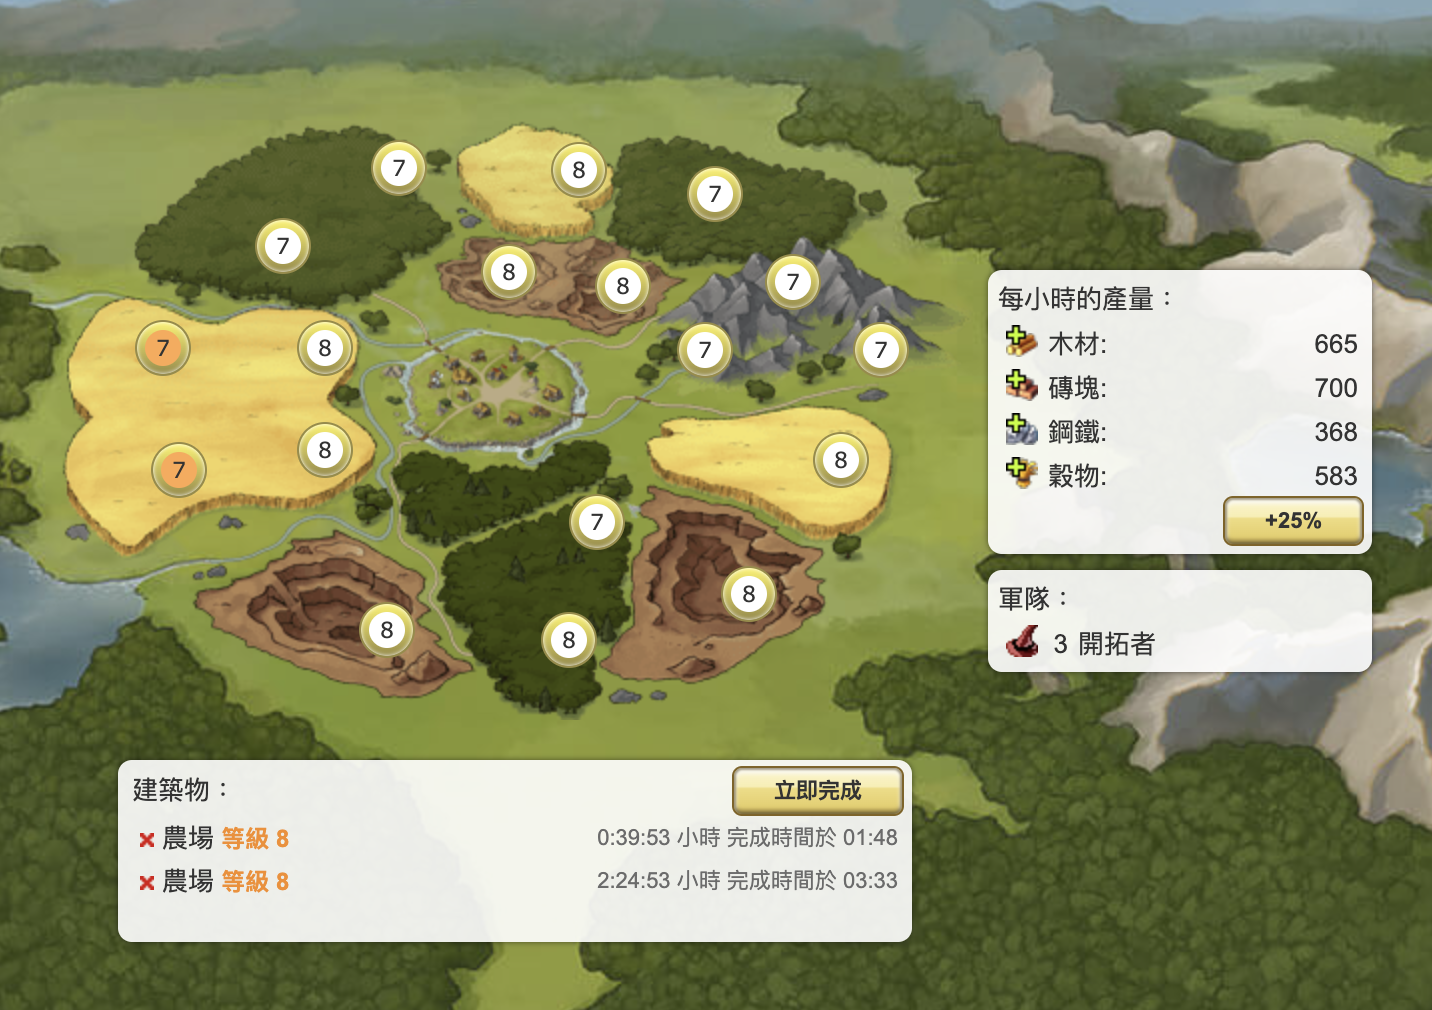 7
8
7
7
8
8
7
7
8
7
7
7
8
8
7
8
8
8
每小時的產量：
木材: 665
磚塊: 700
鋼鐵: 368
穀物: 583
+25%
軍隊：
3 開拓者
建築物：
立即完成
農場 等級 8 0:39:53 小時 完成時間於 01:48
農場 等級 8 2:24:53 小時 完成時間於 03:33